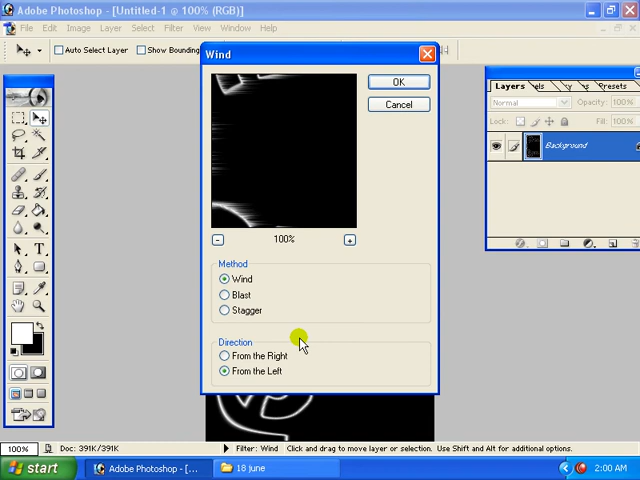 Adobe Photoshop - [Untitled-1 @ 100% (RGB)]
File Edit Image Layer Select Filter View Window Help
Auto Select Layer Show Bounding
Wind
OK
Cancel
100%
Method
Wind
Blast
Stagger
Direction
From the Right
From the Left
Layers els y Presets
Normal Opacity: 100%
Lock: Fill: 100%
Background
100% Doc: 391K/391K Filter: Wind Click and drag to move layer or selection. Use Shift and Alt for additional options.
start Adobe Photoshop - [... 18 june 2:00 AM